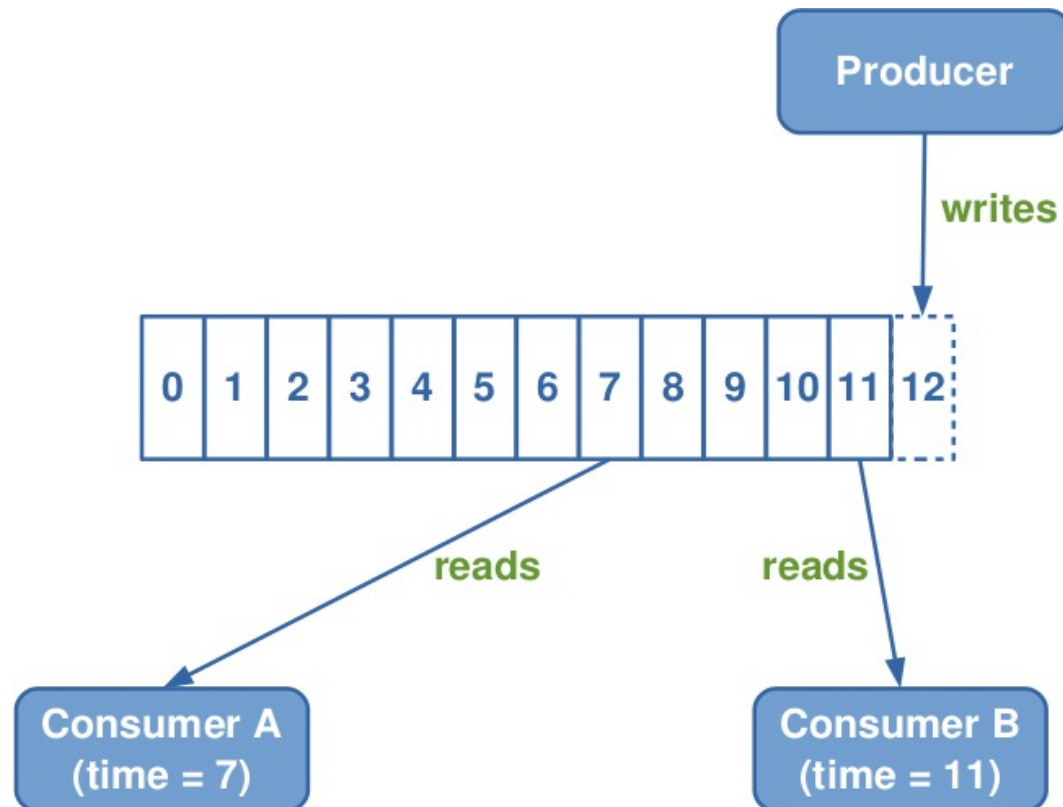 Producer
writes
0 1 2 3 4 5 6 7 8 9 10 11 12
reads reads
Consumer A
(time = 7)
Consumer B
(time = 11)